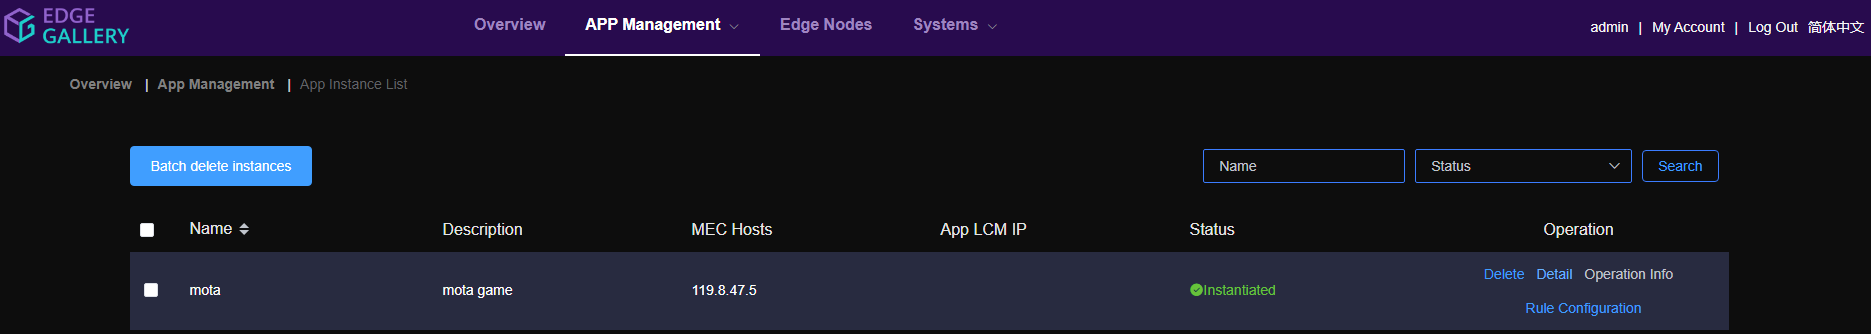 EDGE GALLERY
Overview APP Management Edge Nodes Systems
admin | My Account | Log Out 简体中文
Overview | App Management | App Instance List
Batch delete instances Name Status Search
Name Description MEC Hosts App LCM IP Status Operation
mota mota game 119.8.47.5 Instantiated Delete Detail Operation Info
Rule Configuration